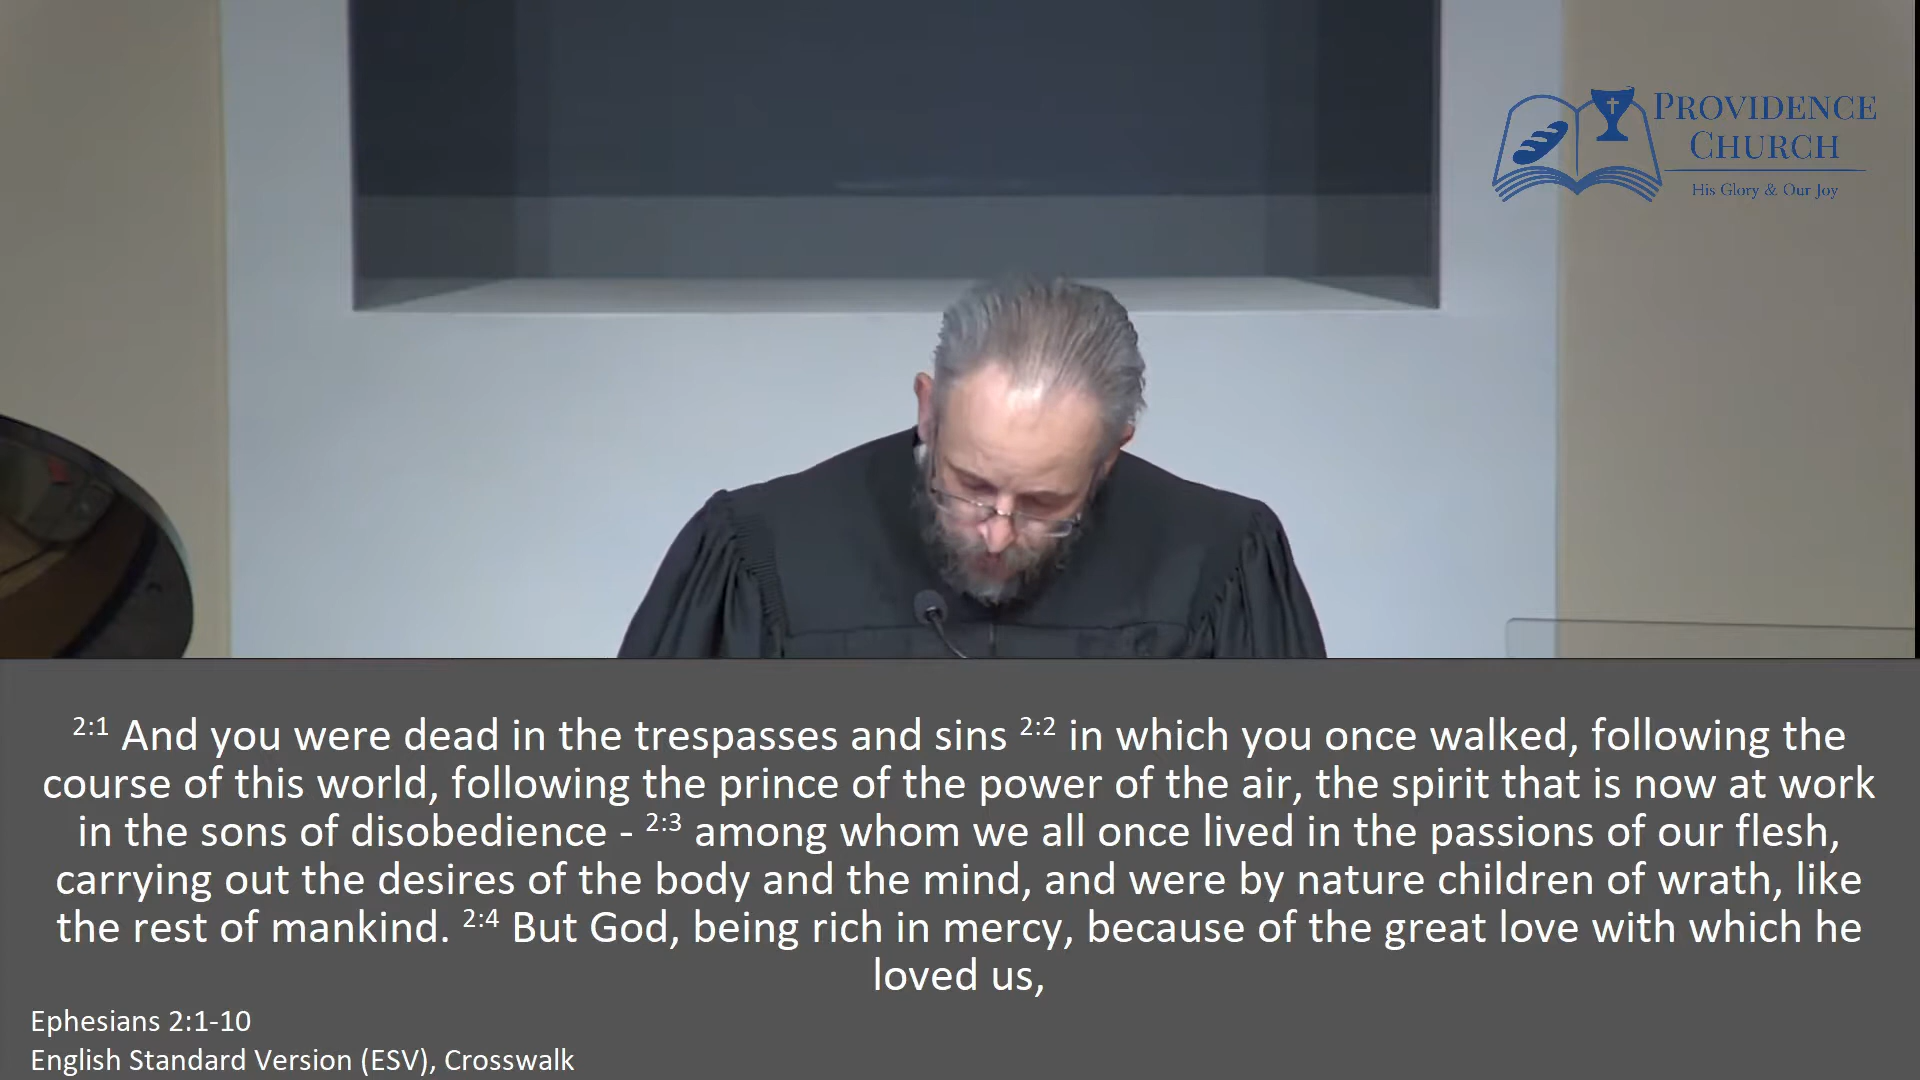 PROVIDENCE
CHURCH
His Glory & Our Joy
2:1 And you were dead in the trespasses and sins 2:2 in which you once walked, following the
course of this world, following the prince of the power of the air, the spirit that is now at work
in the sons of disobedience - 2:3 among whom we all once lived in the passions of our flesh,
carrying out the desires of the body and the mind, and were by nature children of wrath, like
the rest of mankind. 2:4 But God, being rich in mercy, because of the great love with which he
loved us,
Ephesians 2:1-10
English Standard Version (ESV), Crosswalk